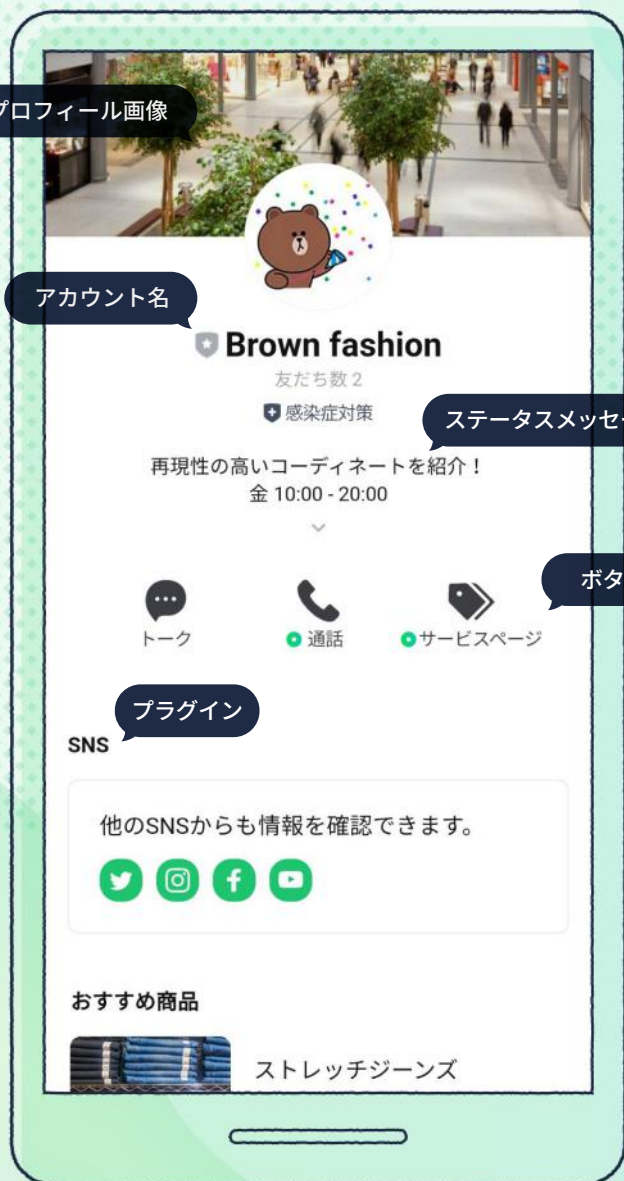 プロフィール画像
アカウント名
Brown fashion
友だち数 2
感染症対策
ステータスメッセー
再現性の高いコーディネートを紹介!
金 10:00 - 20:00
ボタ
トーク
通話
サービスページ
プラグイン
SNS
他のSNSからも情報を確認できます。
おすすめ商品
ストレッチジーンズ